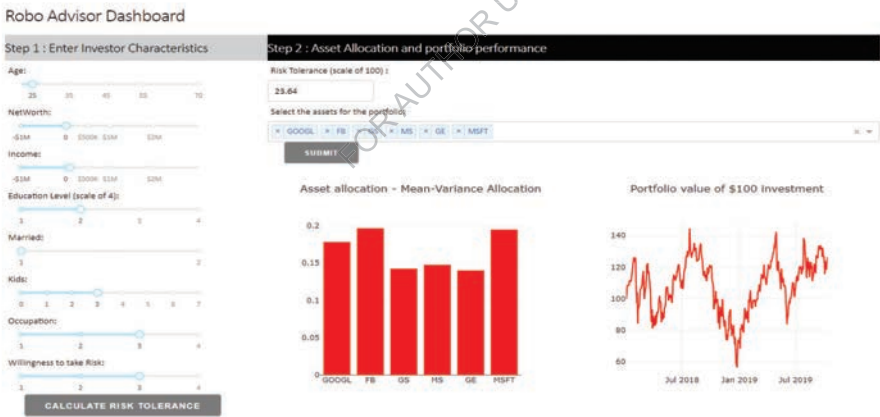 Robo Advisor Dashboard
Step 1 : Enter Investor Characteristics
Age:
25 35 45 55 70
NetWorth:
-$1M 0 $500K $1M $2M
Income:
-$1M 0 $500K $1M $2M
Education Level (scale of 4):
1 2 3 4
Married:
1 2
Kids:
0 1 2 3 4 5 6 7
Occupation:
1 2 3 4
Willingness to take Risk:
1 2 3 4
CALCULATE RISK TOLERANCE
Step 2 : Asset Allocation and portfolio performance
Risk Tolerance (scale of 100) :
23.64
Select the assets for the portfolio:
× GOOGL × FB × GS × MS × GE × MSFT
SUBMIT
Asset allocation - Mean-Variance Allocation
0.2
0.15
0.1
0.05
0
GOOGL FB GS MS GE MSFT
Portfolio value of $100 investment
140
120
100
80
60
Jul 2018 Jan 2019 Jul 2019
FOR AUTHOR U